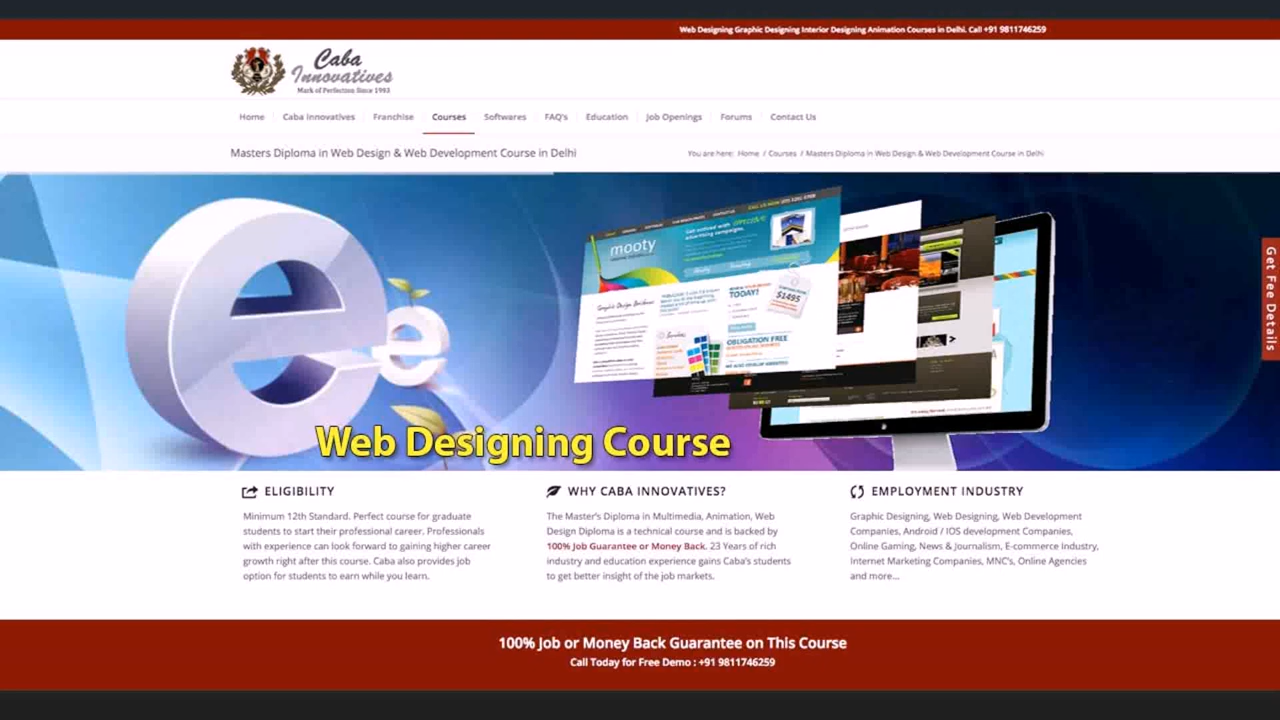 Web Designing Graphic Designing Interior Designing Animation Courses in Delhi. Call +91 9811746259
Caba
Innovatives
Mark of Perfection Since 1993
Home Caba innovatives Franchise Courses Softwares FAQ's Education Job Openings Forums Contact Us
Masters Diploma in Web Design & Web Development Course in Delhi
You are here: Home / Courses / Masters Diploma in Web Design & Web Development Course in Delhi
e
e
mooty
Get noticed with effective
advertising campaigns.
Graphic Design Brisbane
TODAY!
$1495
Services
OBLIGATION FREE
Get Fee Details
Web Designing Course
ELIGIBILITY
Minimum 12th Standard. Perfect course for graduate
students to start their professional career. Professionals
with experience can look forward to gaining higher career
growth right after this course. Caba also provides job
option for students to earn while you learn.
WHY CABA INNOVATIVES?
The Master's Diploma in Multimedia, Animation, Web
Design Diploma is a technical course and is backed by
100% Job Guarantee or Money Back. 23 Years of rich
industry and education experience gains Caba's students
to get better insight of the job markets.
EMPLOYMENT INDUSTRY
Graphic Designing, Web Designing, Web Development
Companies, Android / IOS development Companies,
Online Gaming, News & Journalism, E-commerce Industry,
Internet Marketing Companies, MNC's, Online Agencies
and more...
100% Job or Money Back Guarantee on This Course
Call Today for Free Demo : +91 9811746259